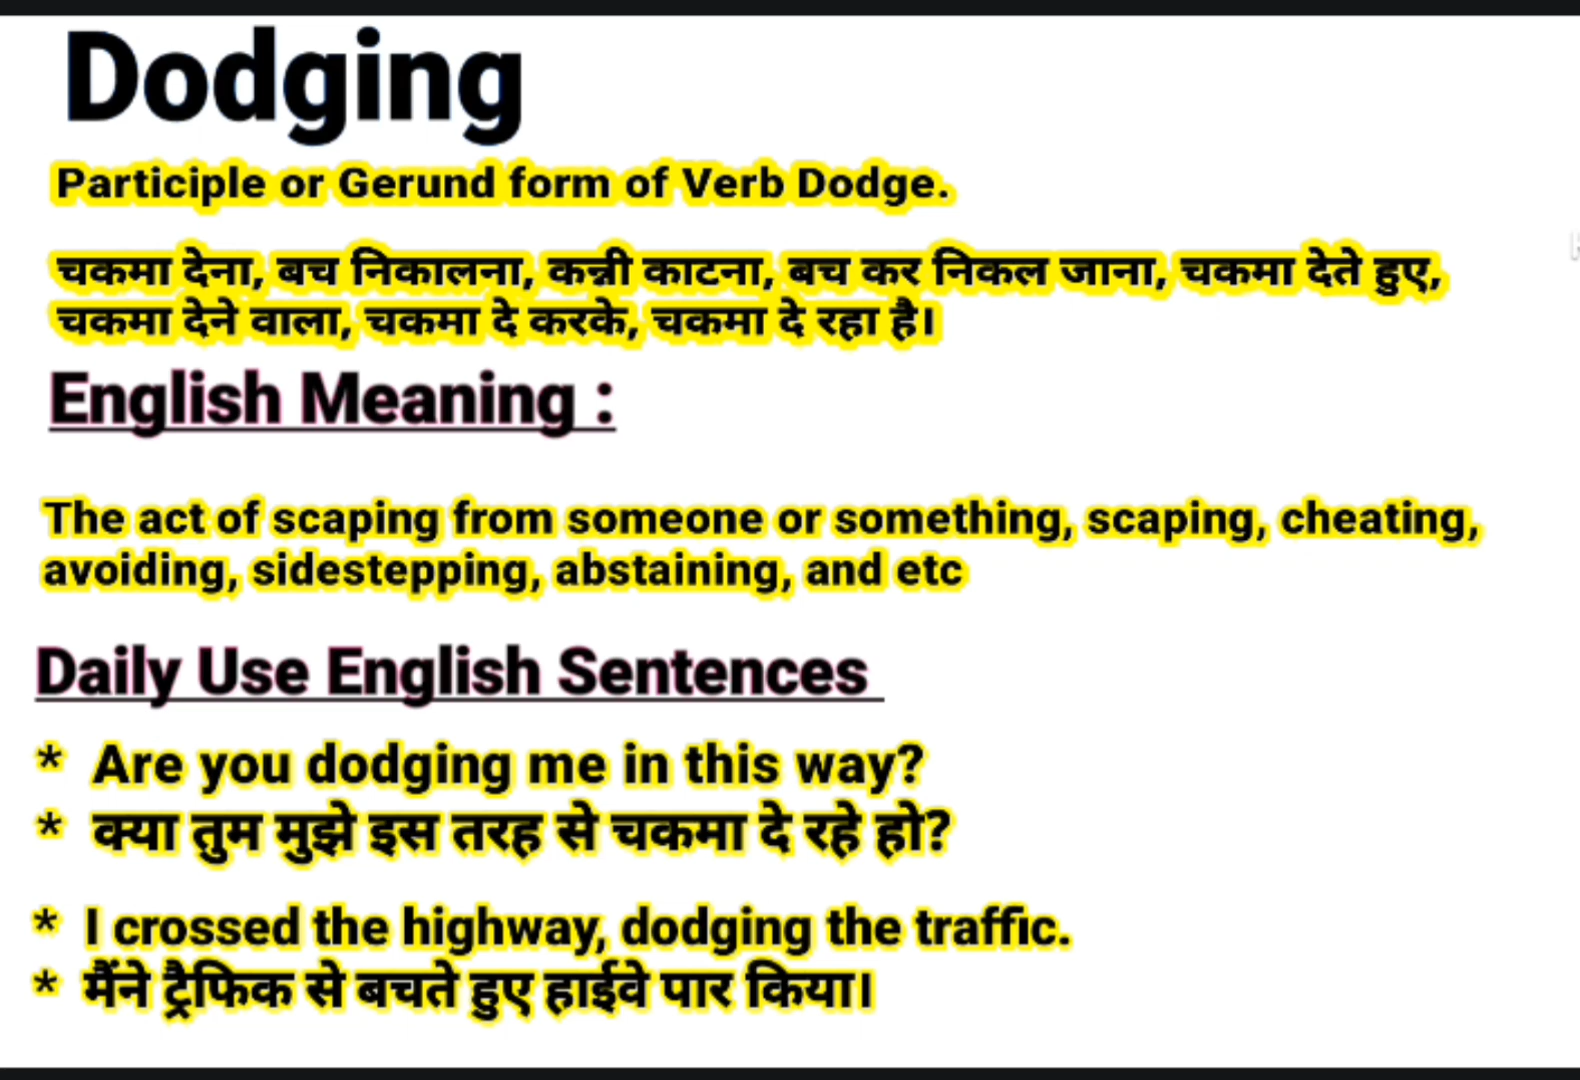 Dodging
Participle or Gerund form of Verb Dodge.
चकमा देना, बच निकालना, कन्नी काटना, बच कर निकल जाना, चकमा देते हुए,
चकमा देने वाला, चकमा दे करके, चकमा दे रहा है।
English Meaning :
The act of scaping from someone or something, scaping, cheating,
avoiding, sidestepping, abstaining, and etc
Daily Use English Sentences
* Are you dodging me in this way?
* क्या तुम मुझे इस तरह से चकमा दे रहे हो?
* I crossed the highway, dodging the traffic.
* मैंने ट्रैफिक से बचते हुए हाईवे पार किया।